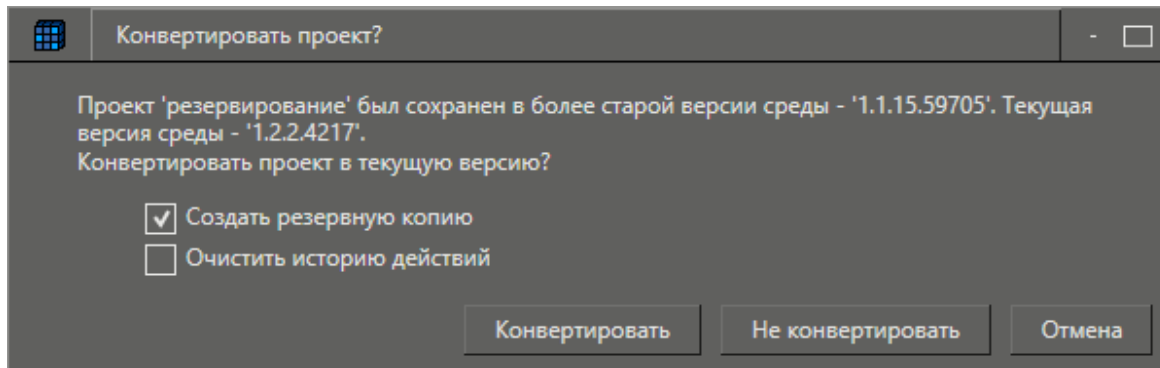 Конвертировать проект?
Проект 'резервирование' был сохранен в более старой версии среды - '1.1.15.59705'. Текущая
версия среды - '1.2.2.4217'.
Конвертировать проект в текущую версию?
Создать резервную копию
Очистить историю действий
Конвертировать Не конвертировать Отмена